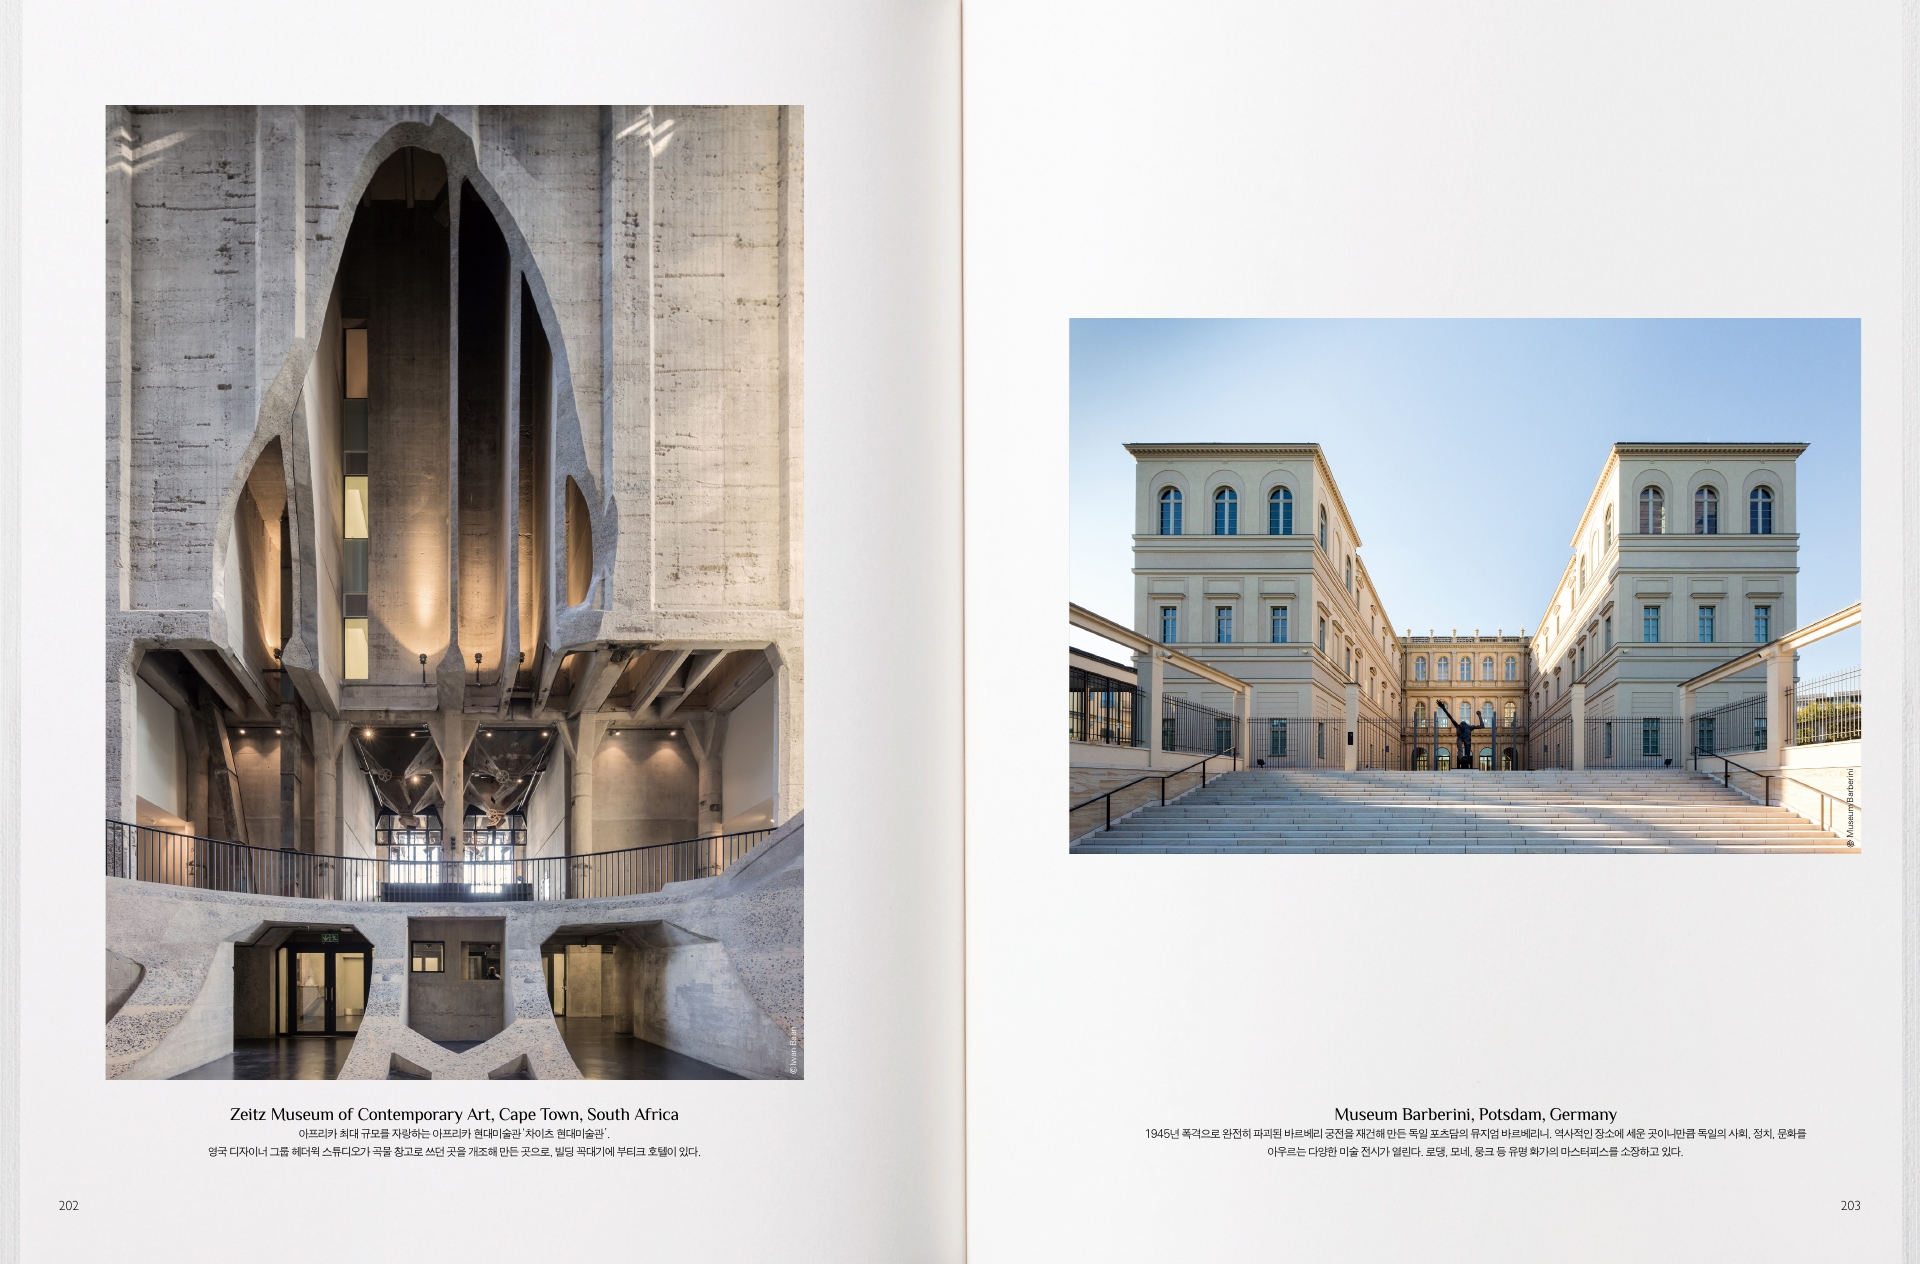 © Iwan Baan
Zeitz Museum of Contemporary Art, Cape Town, South Africa
아프리카 최대 규모를 자랑하는 아프리카 현대미술관 ‘차이츠 현대미술관’.
영국 디자이너 그룹 헤더윅 스튜디오가 곡물 창고로 쓰던 곳을 개조해 만든 곳으로, 빌딩 꼭대기에 부티크 호텔이 있다.
202
© Museum Barberini
Museum Barberini, Potsdam, Germany
1945년 폭격으로 완전히 파괴된 바르베리 궁전을 재건해 만든 독일 포츠담의 뮤지엄 바르베리니. 역사적인 장소에 세운 곳이니만큼 독일의 사회, 정치, 문화를
아우르는 다양한 미술 전시가 열린다. 로댕, 모네, 뭉크 등 유명 화가의 마스터피스를 소장하고 있다.
203